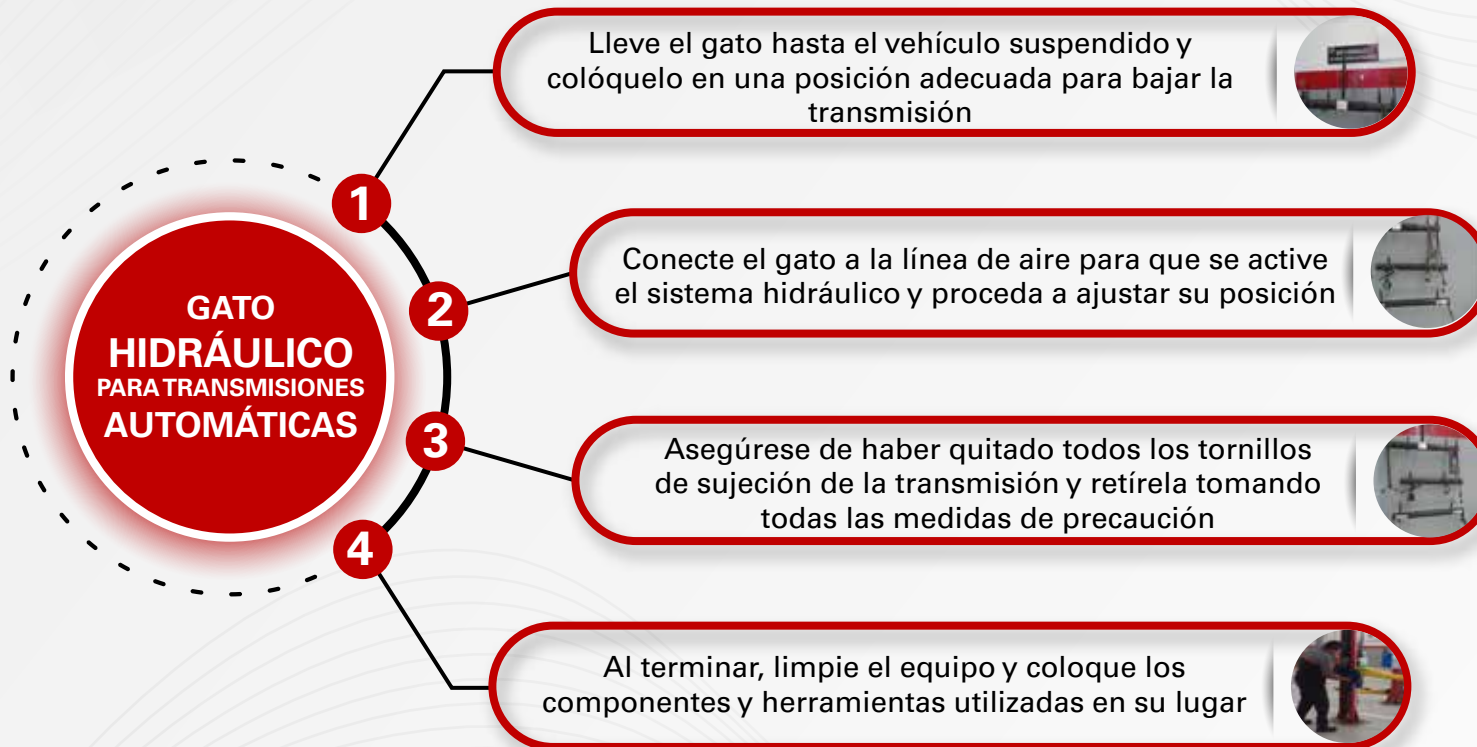 GATO
HIDRÁULICO
PARA TRANSMISIONES
AUTOMÁTICAS
1
Lleve el gato hasta el vehículo suspendido y
colóquelo en una posición adecuada para bajar la
transmisión
2
Conecte el gato a la línea de aire para que se active
el sistema hidráulico y proceda a ajustar su posición
3
Asegúrese de haber quitado todos los tornillos
de sujeción de la transmisión y retírela tomando
todas las medidas de precaución
4
Al terminar, limpie el equipo y coloque los
componentes y herramientas utilizadas en su lugar